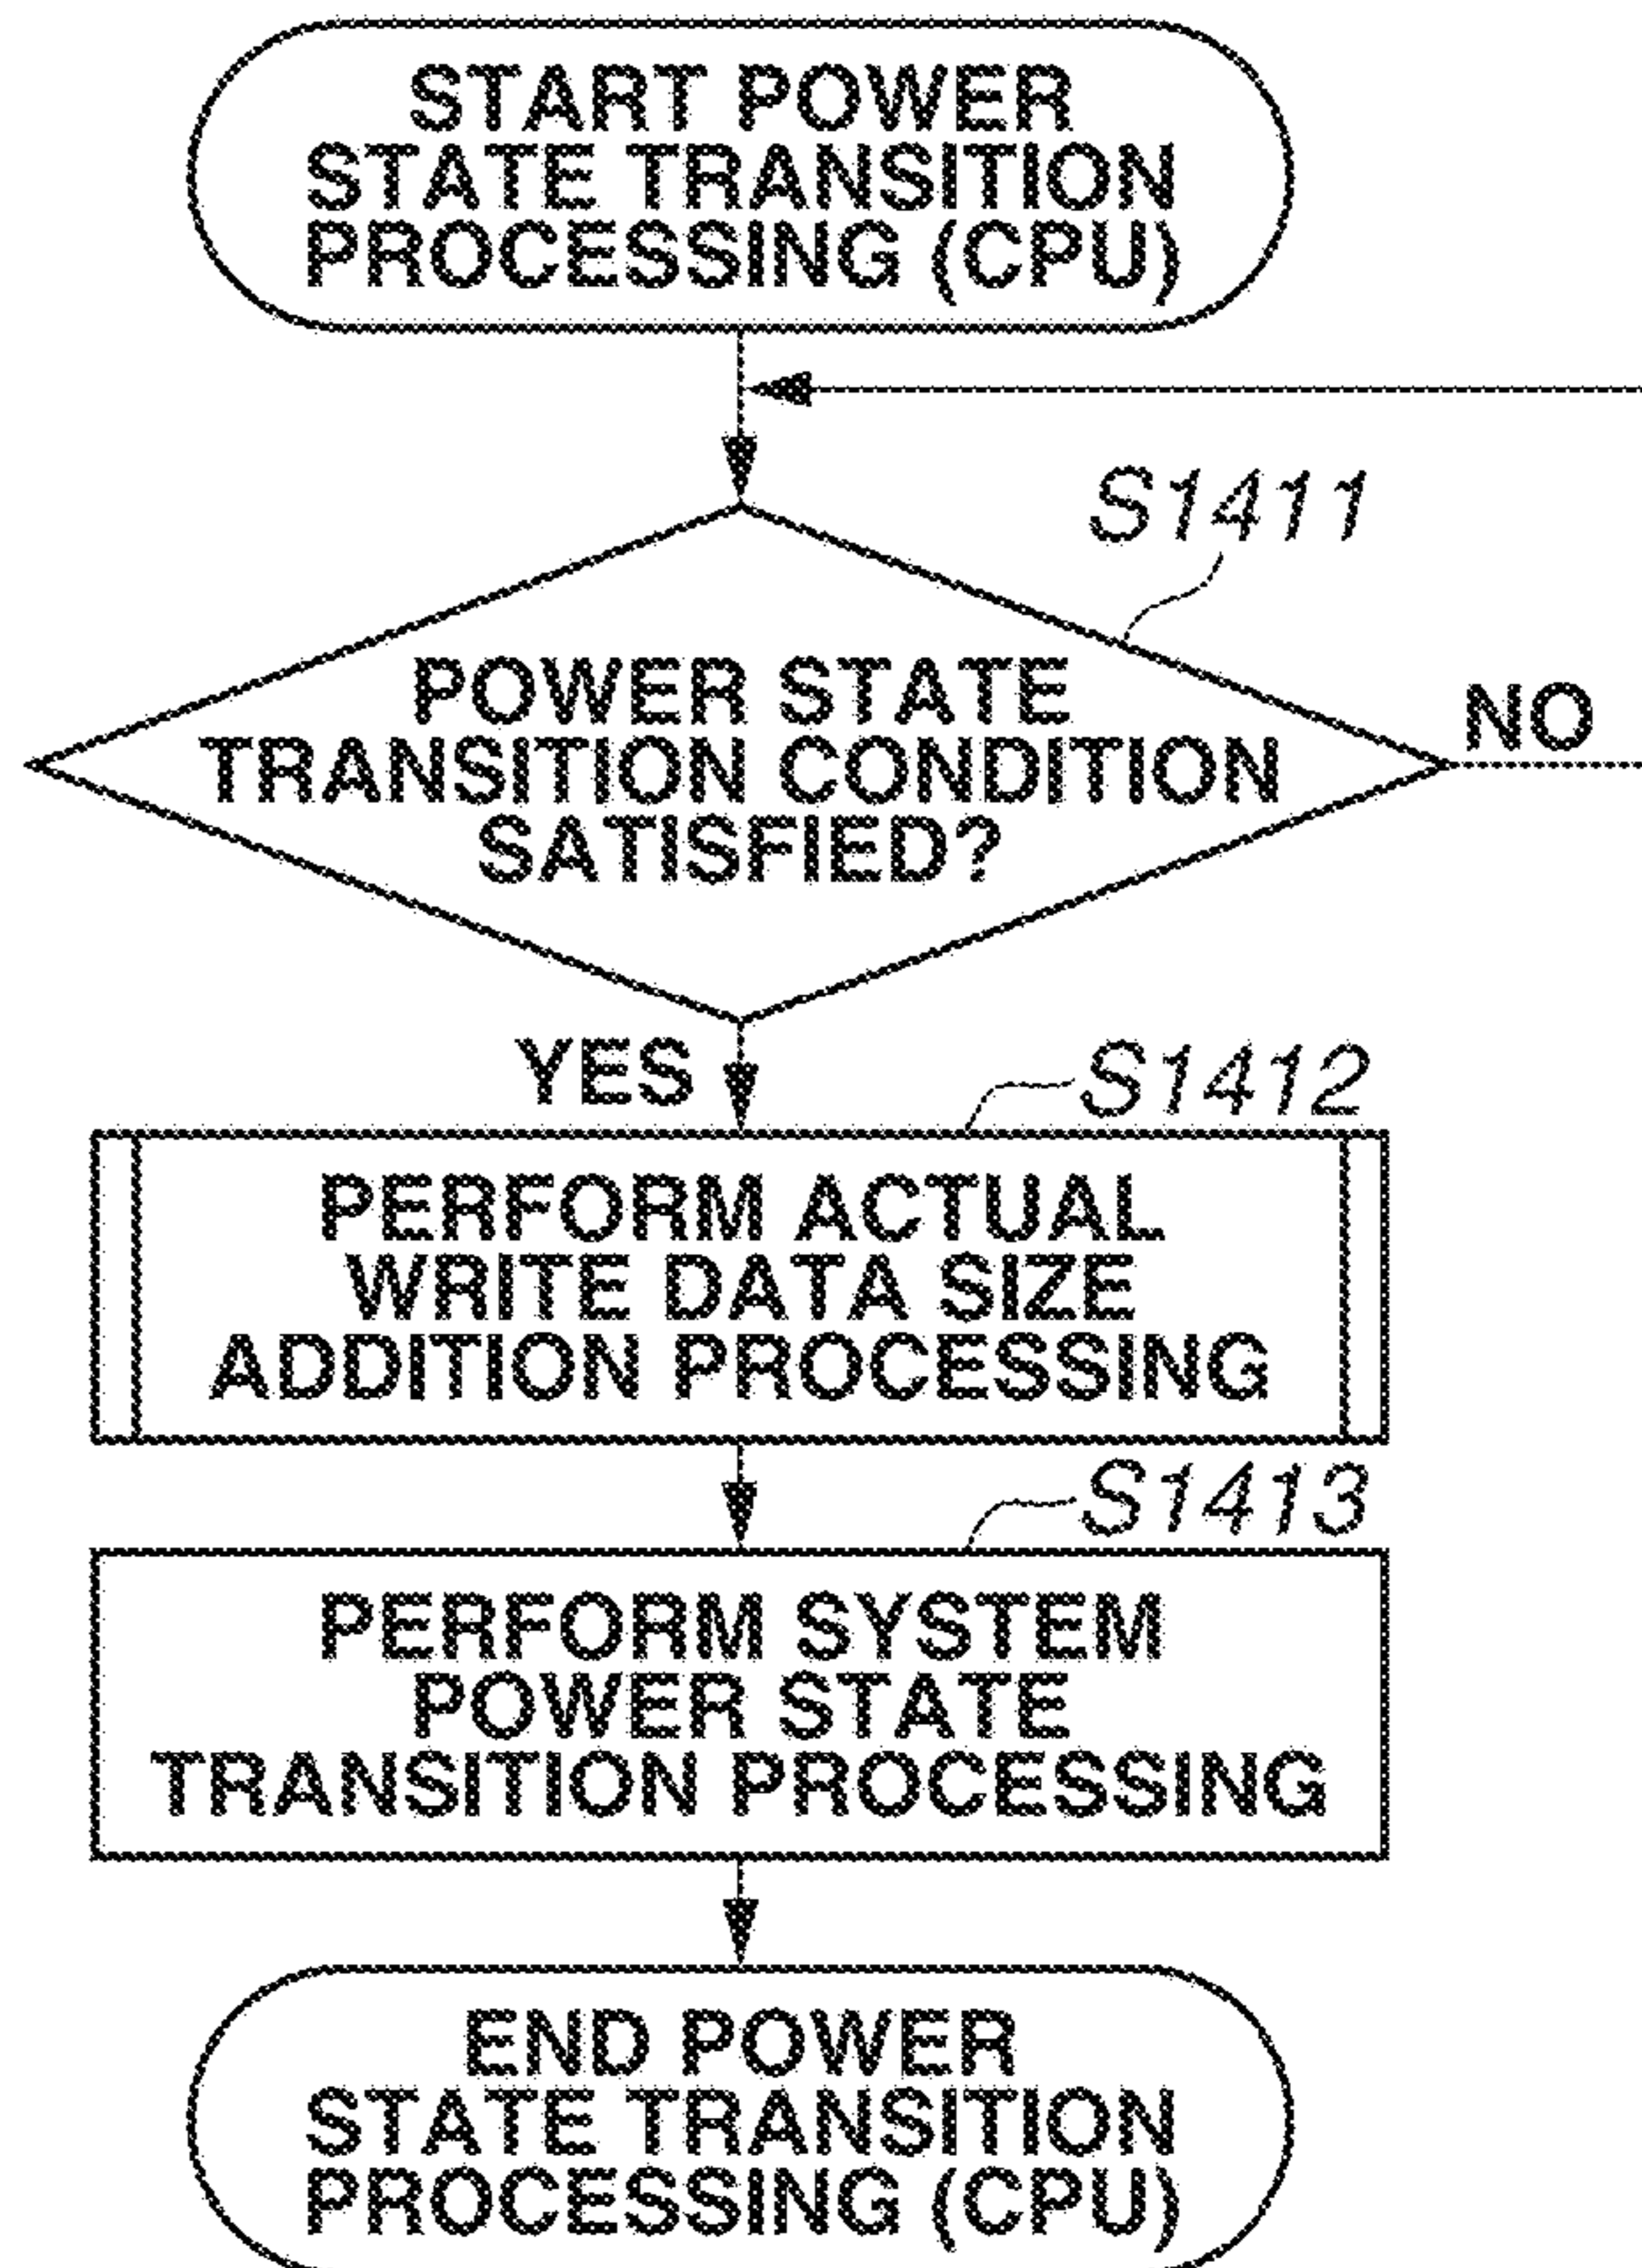 START POWER
STATE TRANSITION
PROCESSING (CPU)
S1411
POWER STATE
TRANSITION CONDITION
SATISFIED?
NO
YES
S1412
PERFORM ACTUAL
WRITE DATA SIZE
ADDITION PROCESSING
S1413
PERFORM SYSTEM
POWER STATE
TRANSITION PROCESSING
END POWER
STATE TRANSITION
PROCESSING (CPU)